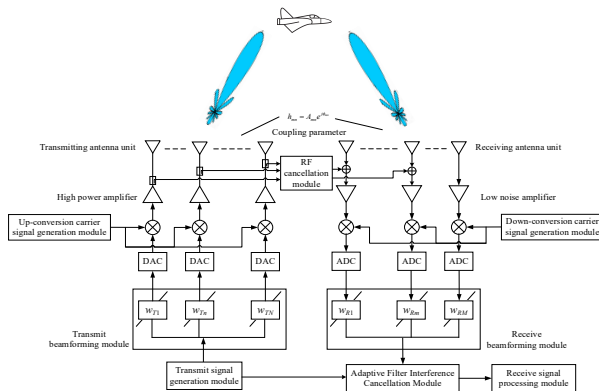 h_mn = A_mn e^jθ_mn
Coupling parameter
Transmitting antenna unit
Receiving antenna unit
RF
cancellation
module
High power amplifier
Low noise amplifier
Up-conversion carrier
signal generation module
Down-conversion carrier
signal generation module
DAC
DAC
DAC
ADC
ADC
ADC
w_T1
w_Tn
w_TN
w_R1
w_Rm
w_RM
Transmit
beamforming module
Receive
beamforming module
Transmit signal
generation module
Adaptive Filter Interference
Cancellation Module
Receive signal
processing module